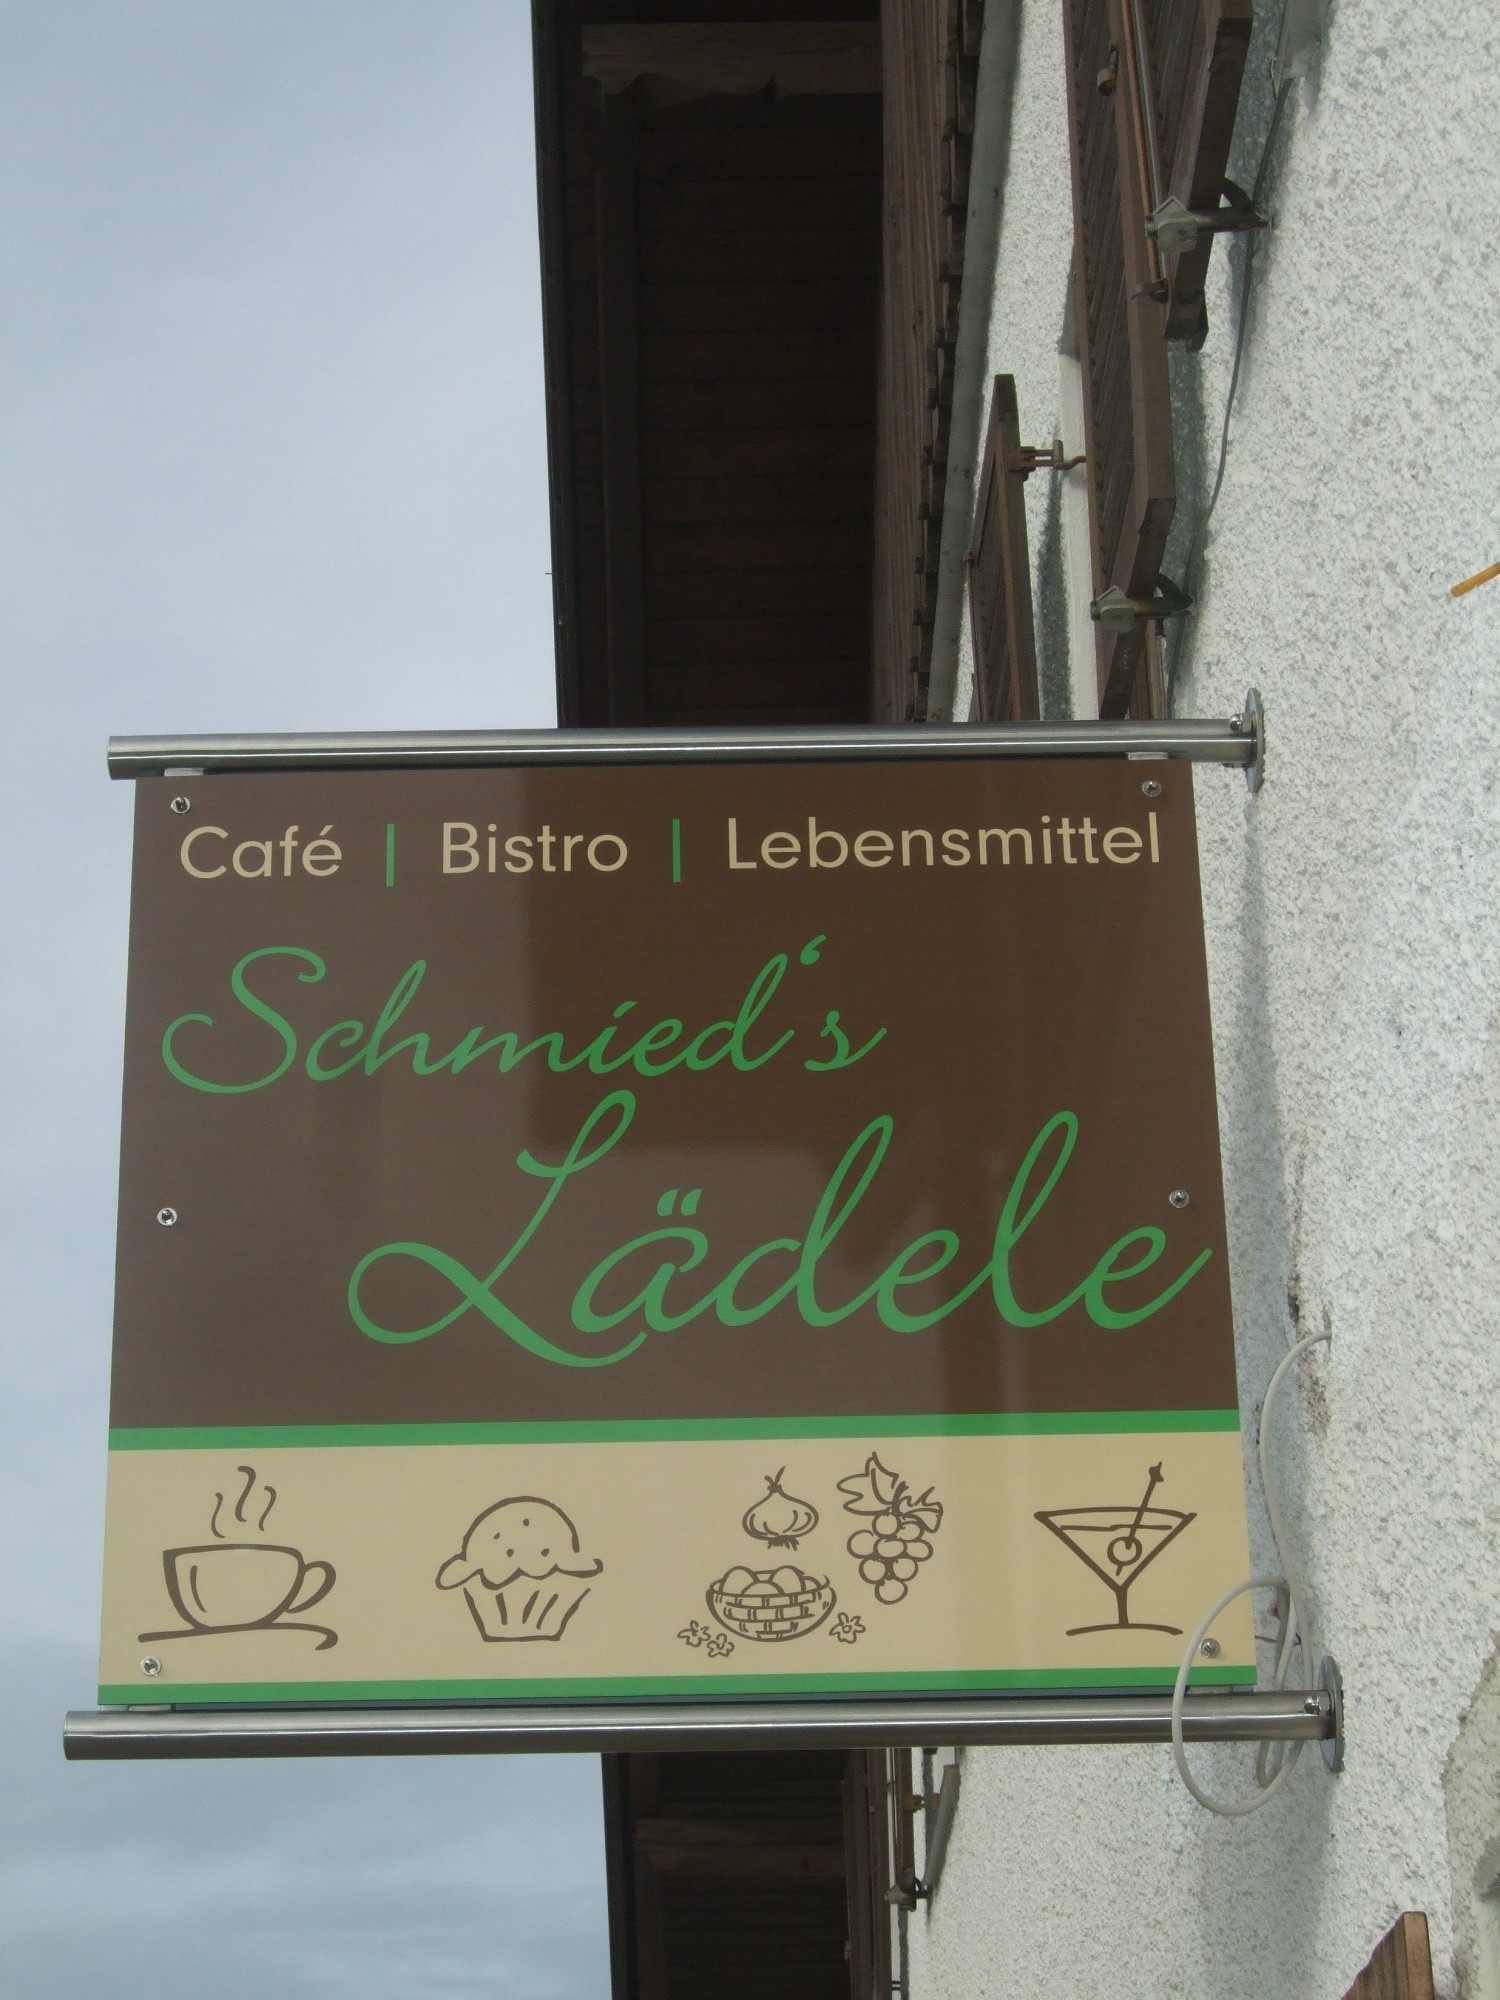 Café | Bistro | Lebensmittel
Schmied‘s
Lädele